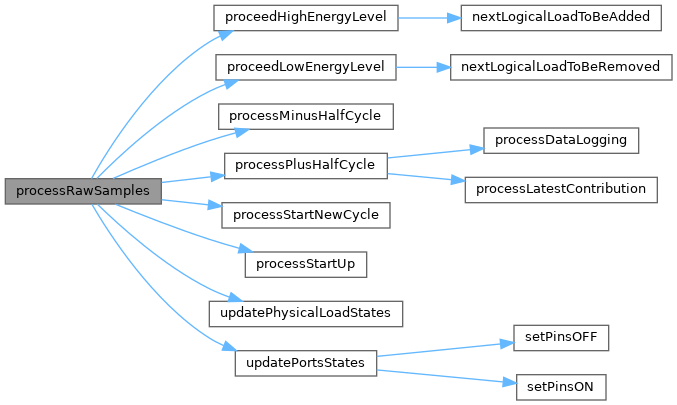 proceedHighEnergyLevel
nextLogicalLoadToBeAdded
proceedLowEnergyLevel
nextLogicalLoadToBeRemoved
processMinusHalfCycle
processDataLogging
processPlusHalfCycle
processRawSamples
processLatestContribution
processStartNewCycle
processStartUp
updatePhysicalLoadStates
setPinsOFF
updatePortsStates
setPinsON